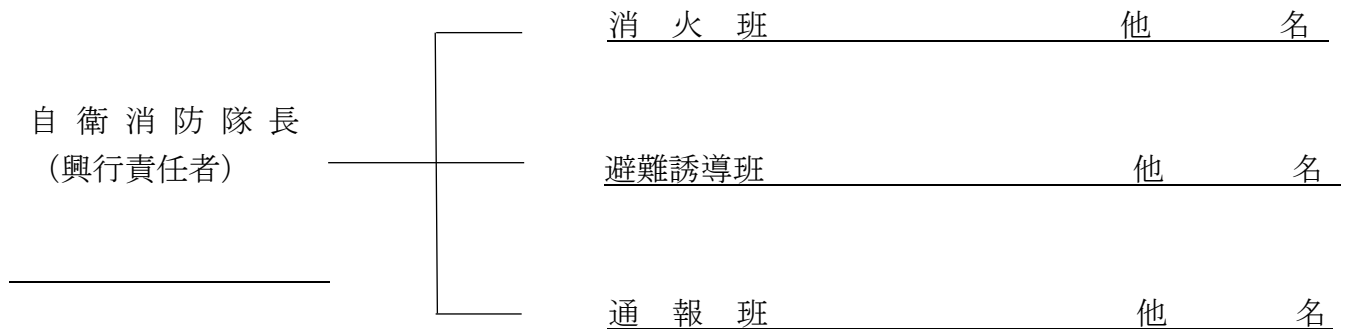 消　火　班　　　　　　　　　　　他　　　　名
自 衛 消 防 隊 長
（興行責任者）
避難誘導班　　　　　　　　　　　他　　　　名
通　報　班　　　　　　　　　　　他　　　　名